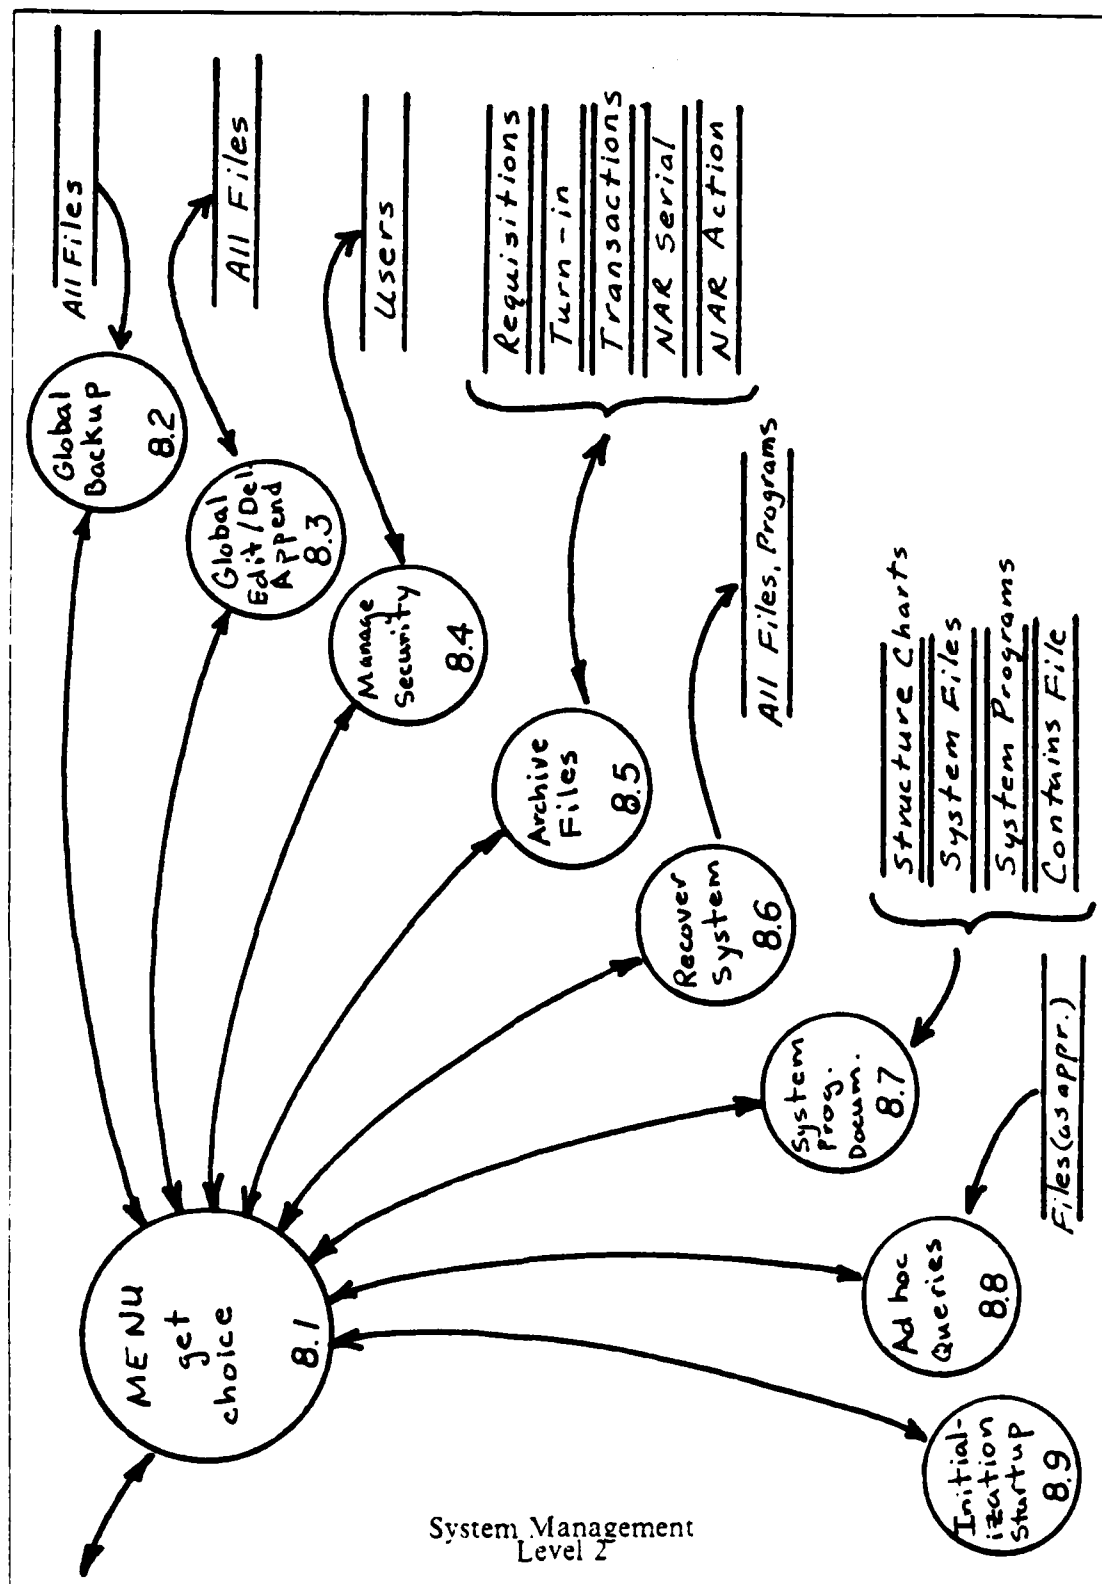 All Files
All Files
Users
Requisitions
Turn-in
Transactions
NAR Serial
NAR Action
Global
Backup
8.2
Global
Edit/Del.
Append
8.3
Manage
Security
8.4
Archive
Files
8.5
All Files, Programs
Recover
System
8.6
Structure Charts
System Files
System Programs
Contains File
System
Prog.
Docum.
8.7
Files(as appr.)
Ad hoc
Queries
8.8
MENU
get
choice
8.1
Initial-
ization
Startup
8.9
System Management
Level 2